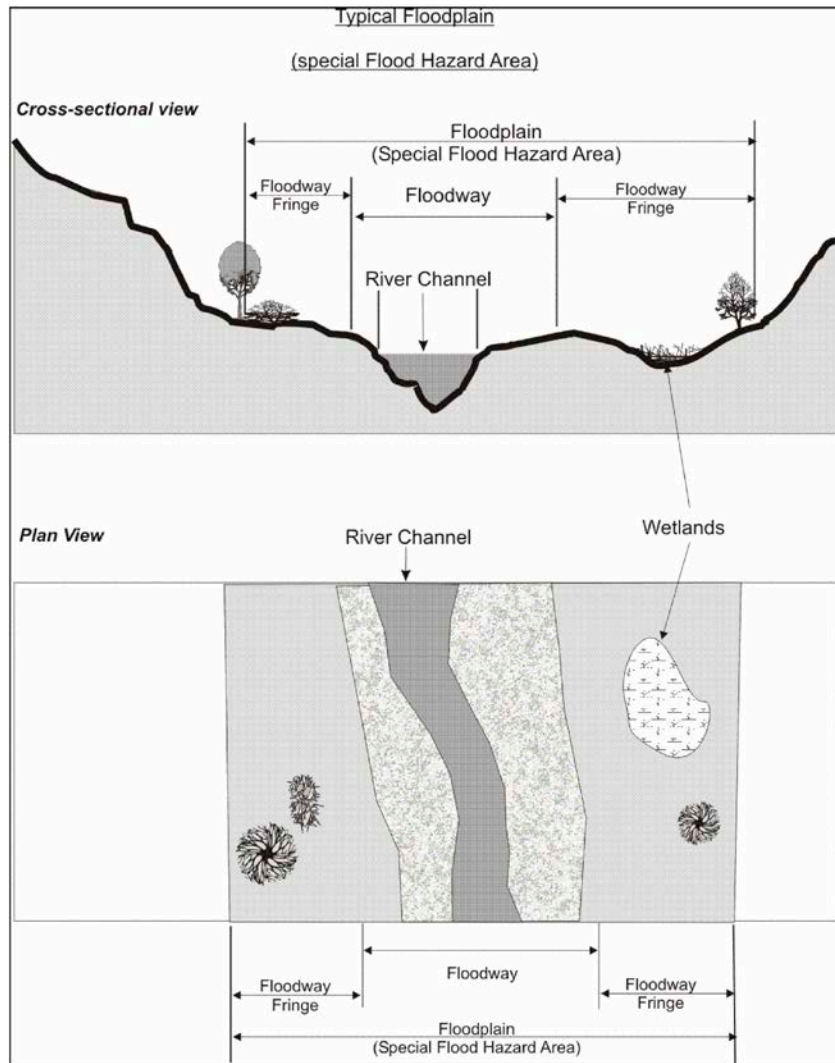 Typical Floodplain
(special Flood Hazard Area)
Cross-sectional view
Floodplain
(Special Flood Hazard Area)
Floodway
Fringe
Floodway
Floodway
Fringe
River Channel
Wetlands
Plan View
River Channel
Floodway
Fringe
Floodway
Floodway
Fringe
Floodplain
(Special Flood Hazard Area)